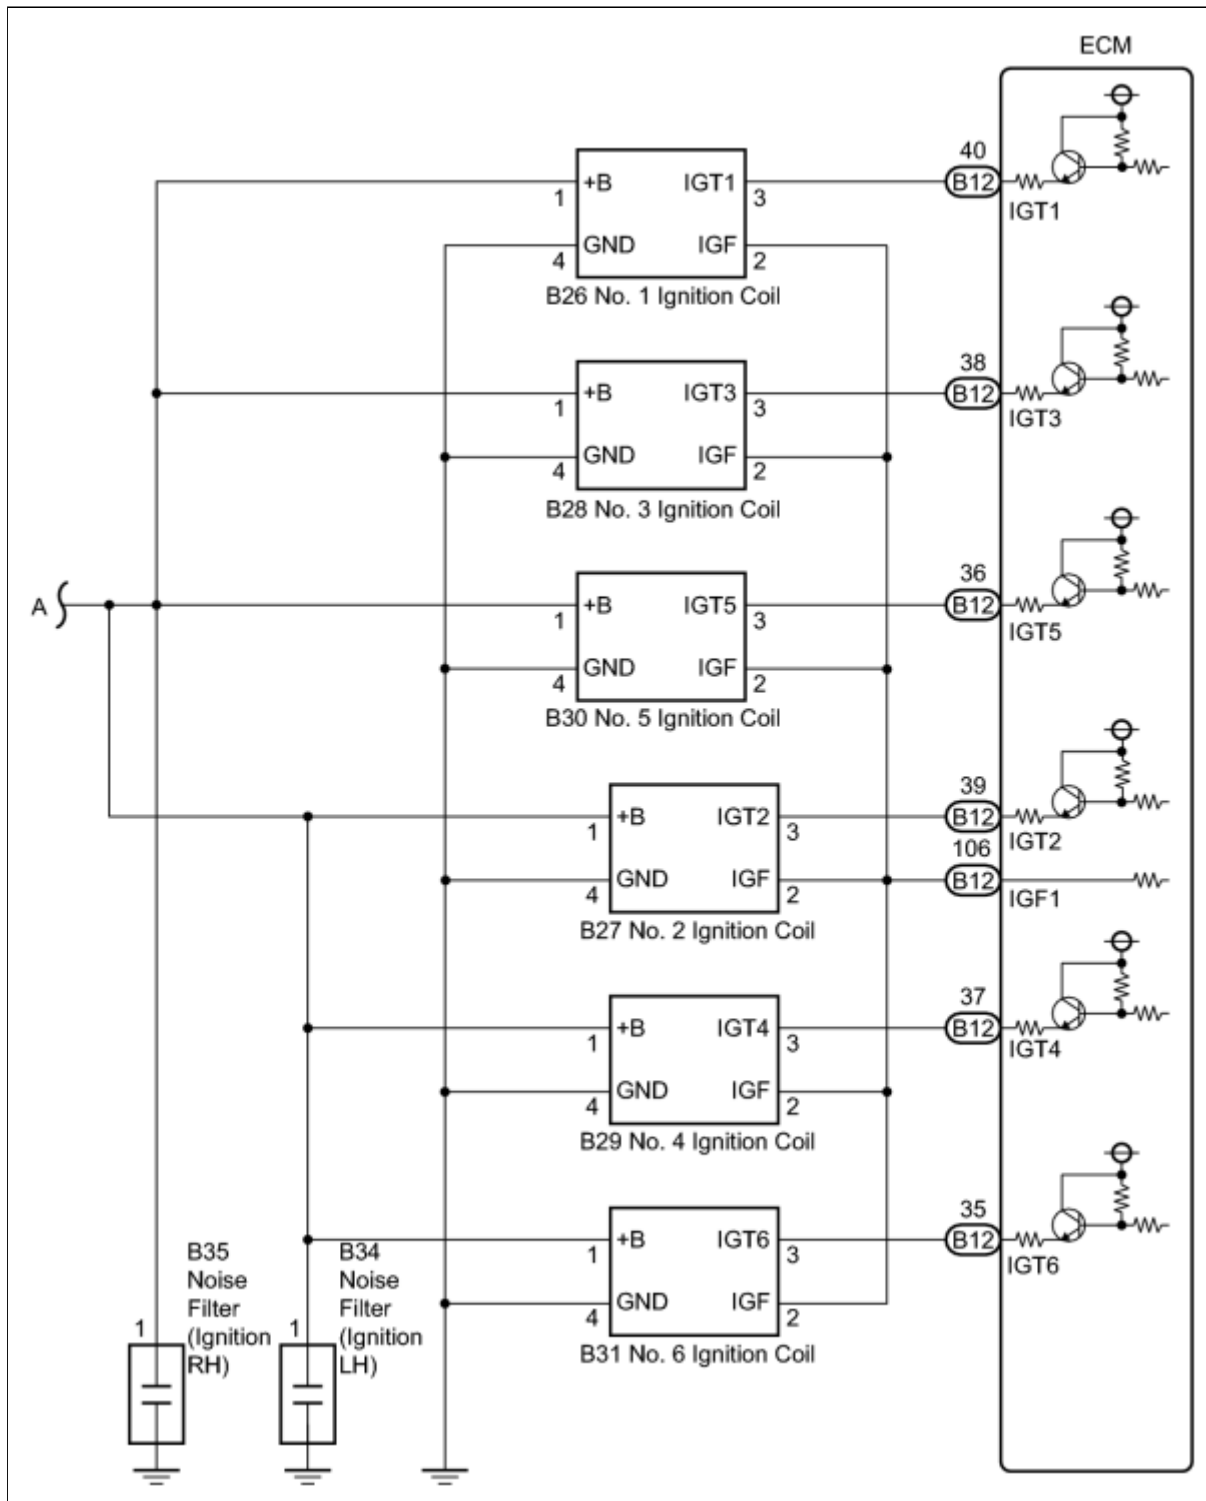 ECM
40
+B IGT1 B12
1 3 IGT1
GND IGF
4 2
B26 No. 1 Ignition Coil
38
+B IGT3 B12
1 3 IGT3
GND IGF
4 2
B28 No. 3 Ignition Coil
36
A +B IGT5 B12
1 3 IGT5
GND IGF
4 2
B30 No. 5 Ignition Coil
39
+B IGT2 B12
1 3 IGT2
106
GND IGF B12
4 2 IGF1
B27 No. 2 Ignition Coil
37
+B IGT4 B12
1 3 IGT4
GND IGF
4 2
B29 No. 4 Ignition Coil
35
+B IGT6 B12
1 3 IGT6
GND IGF
4 2
B31 No. 6 Ignition Coil
B35
Noise
Filter
(Ignition
RH)
1
B34
Noise
Filter
(Ignition
LH)
1